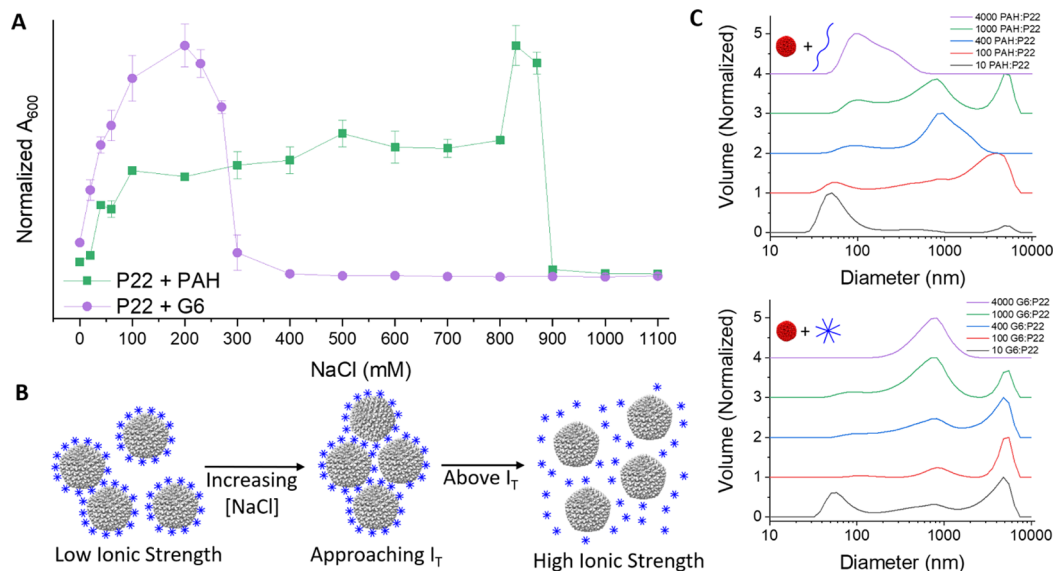 A
Normalized A600
P22 + PAH
P22 + G6
0 100 200 300 400 500 600 700 800 900 1000 1100
NaCl (mM)
B
Increasing
[NaCl]
Above IT
Low Ionic Strength
Approaching IT
High Ionic Strength
C
4000 PAH:P22
1000 PAH:P22
400 PAH:P22
100 PAH:P22
10 PAH:P22
+
Volume (Normalized)
5
4
3
2
1
0
10 100 1000 10000
Diameter (nm)
4000 G6:P22
1000 G6:P22
400 G6:P22
100 G6:P22
10 G6:P22
+
Volume (Normalized)
5
4
3
2
1
0
10 100 1000 10000
Diameter (nm)